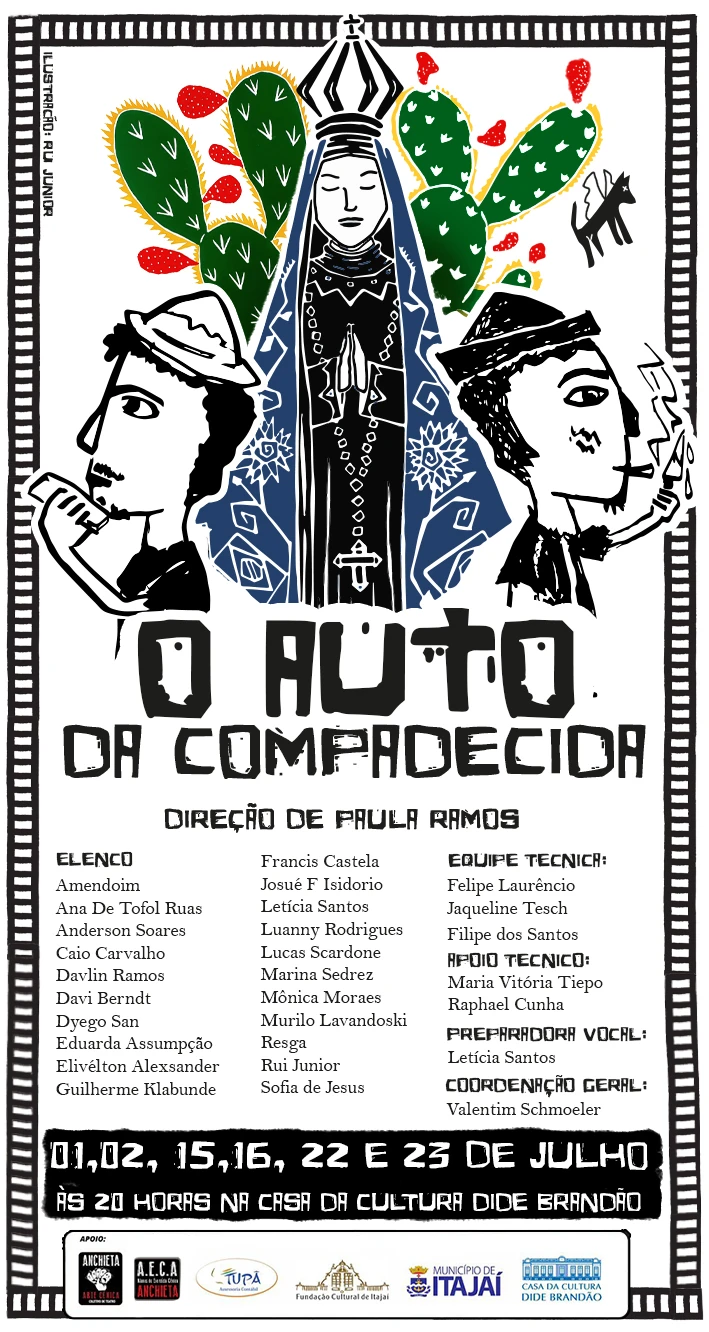 ILUSTRAÇÃO: RUI JUNIOR
O AUTO
DA COMPADECIDA
DIREÇÃO DE PAULA RAMOS
ELENCO
Amendoim
Ana De Tofol Ruas
Anderson Soares
Caio Carvalho
Davlin Ramos
Davi Berndt
Dyego San
Eduarda Assumpção
Elivélton Alexsander
Guilherme Klabunde
Francis Castela
Josué F Isidorio
Letícia Santos
Luanny Rodrigues
Lucas Scardone
Marina Sedrez
Mônica Moraes
Murilo Lavandoski
Resga
Rui Junior
Sofia de Jesus
EQUIPE TECNICA:
Felipe Laurêncio
Jaqueline Tesch
Filipe dos Santos
APOIO TECNICO:
Maria Vitória Tiepo
Raphael Cunha
PREPARADORA VOCAL:
Letícia Santos
COORDENAÇÃO GERAL:
Valentim Schmoeler
01,02, 15,16, 22 E 23 DE JULHO
ÀS 20 HORAS NA CASA DA CULTURA DIDE BRANDÃO
APOIO:
ANCHIETA
ARTE CÊNICA
A.E.C.A
ANCHIETA
TUPÃ
Assessoria Contábil
Fundação Cultural de Itajaí
MUNICÍPIO DE
ITAJAÍ
CASA DA CULTURA
DIDE BRANDÃO